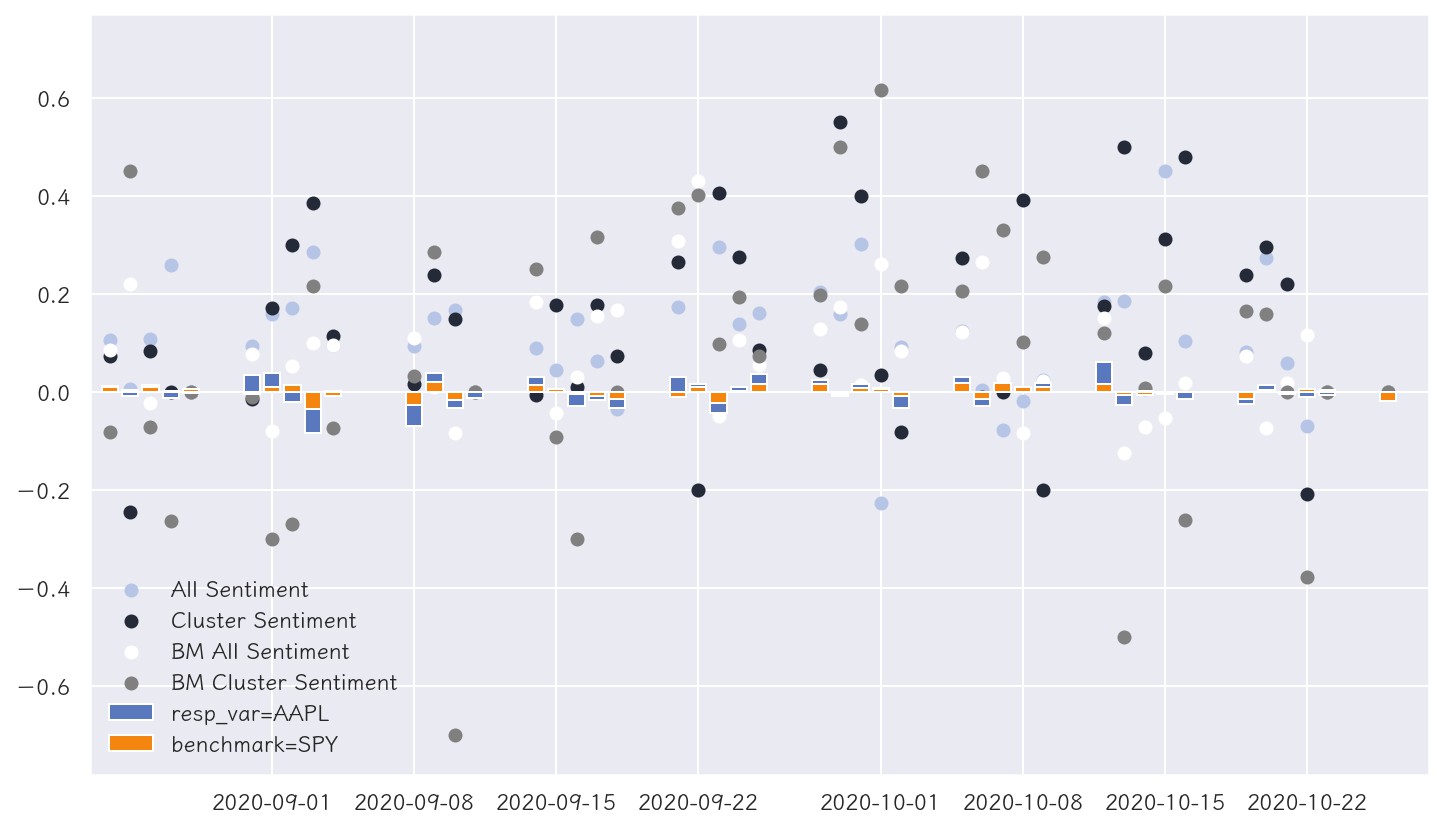 0.6
0.4
0.2
0.0
−0.2
−0.4
−0.6
All Sentiment
Cluster Sentiment
BM All Sentiment
BM Cluster Sentiment
resp_var=AAPL
benchmark=SPY
2020-09-01 2020-09-08 2020-09-15 2020-09-22 2020-10-01 2020-10-08 2020-10-15 2020-10-22